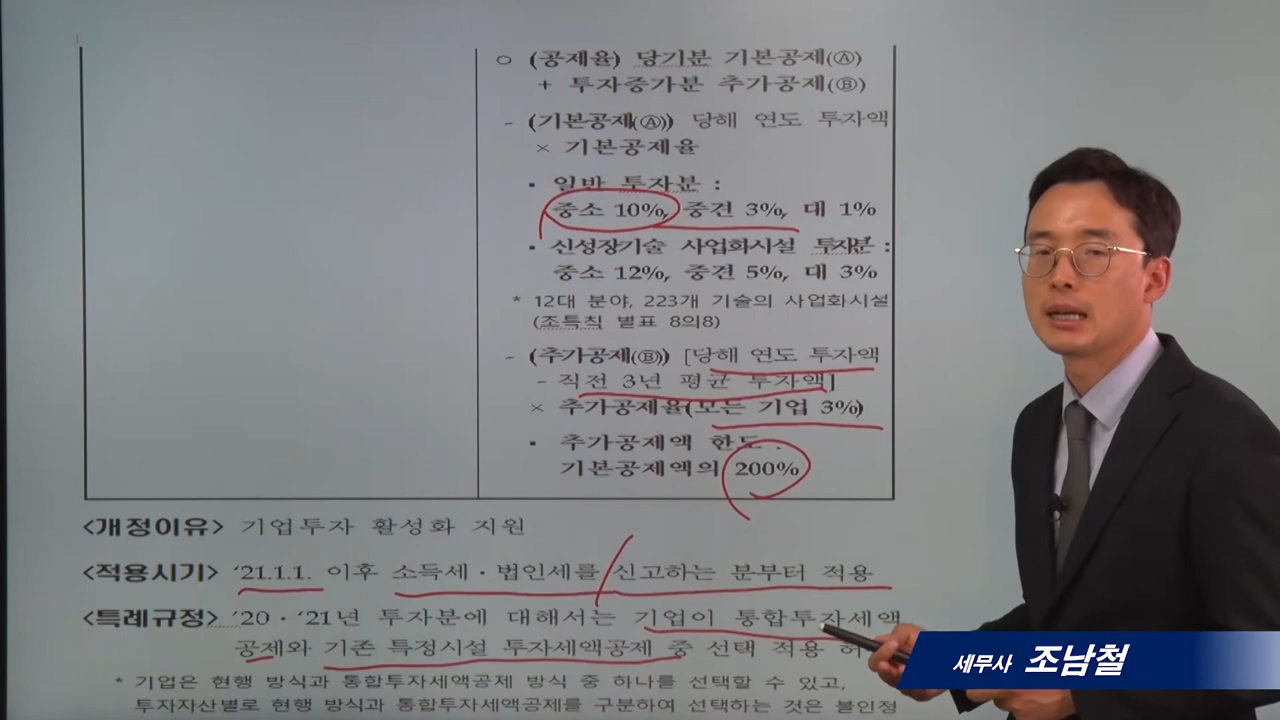 ○ (공제율) 당기분 기본공제(Ⓐ)
+ 투자증가분 추가공제(Ⓑ)
- (기본공제(Ⓐ)) 당해 연도 투자액
× 기본공제율
▪ 일반 투자분 :
중소 10%, 중견 3%, 대 1%
▪ 신성장기술 사업화시설 투자분 :
중소 12%, 중견 5%, 대 3%
* 12대 분야, 223개 기술의 사업화시설
(조특칙 별표 8의8)
- (추가공제(Ⓑ)) [당해 연도 투자액
- 직전 3년 평균 투자액]
× 추가공제율(모든 기업 3%)
▪ 추가공제액 한도 :
기본공제액의 200%
<개정이유> 기업투자 활성화 지원
<적용시기> '21.1.1. 이후 소득세·법인세를 신고하는 분부터 적용
<특례규정> '20·'21년 투자분에 대해서는 기업이 통합투자세액
공제와 기존 특정시설 투자세액공제 중 선택 적용 허
* 기업은 현행 방식과 통합투자세액공제 방식 중 하나를 선택할 수 있고,
투자자산별로 현행 방식과 통합투자세액공제를 구분하여 선택하는 것은 불인정
세무사 조남철